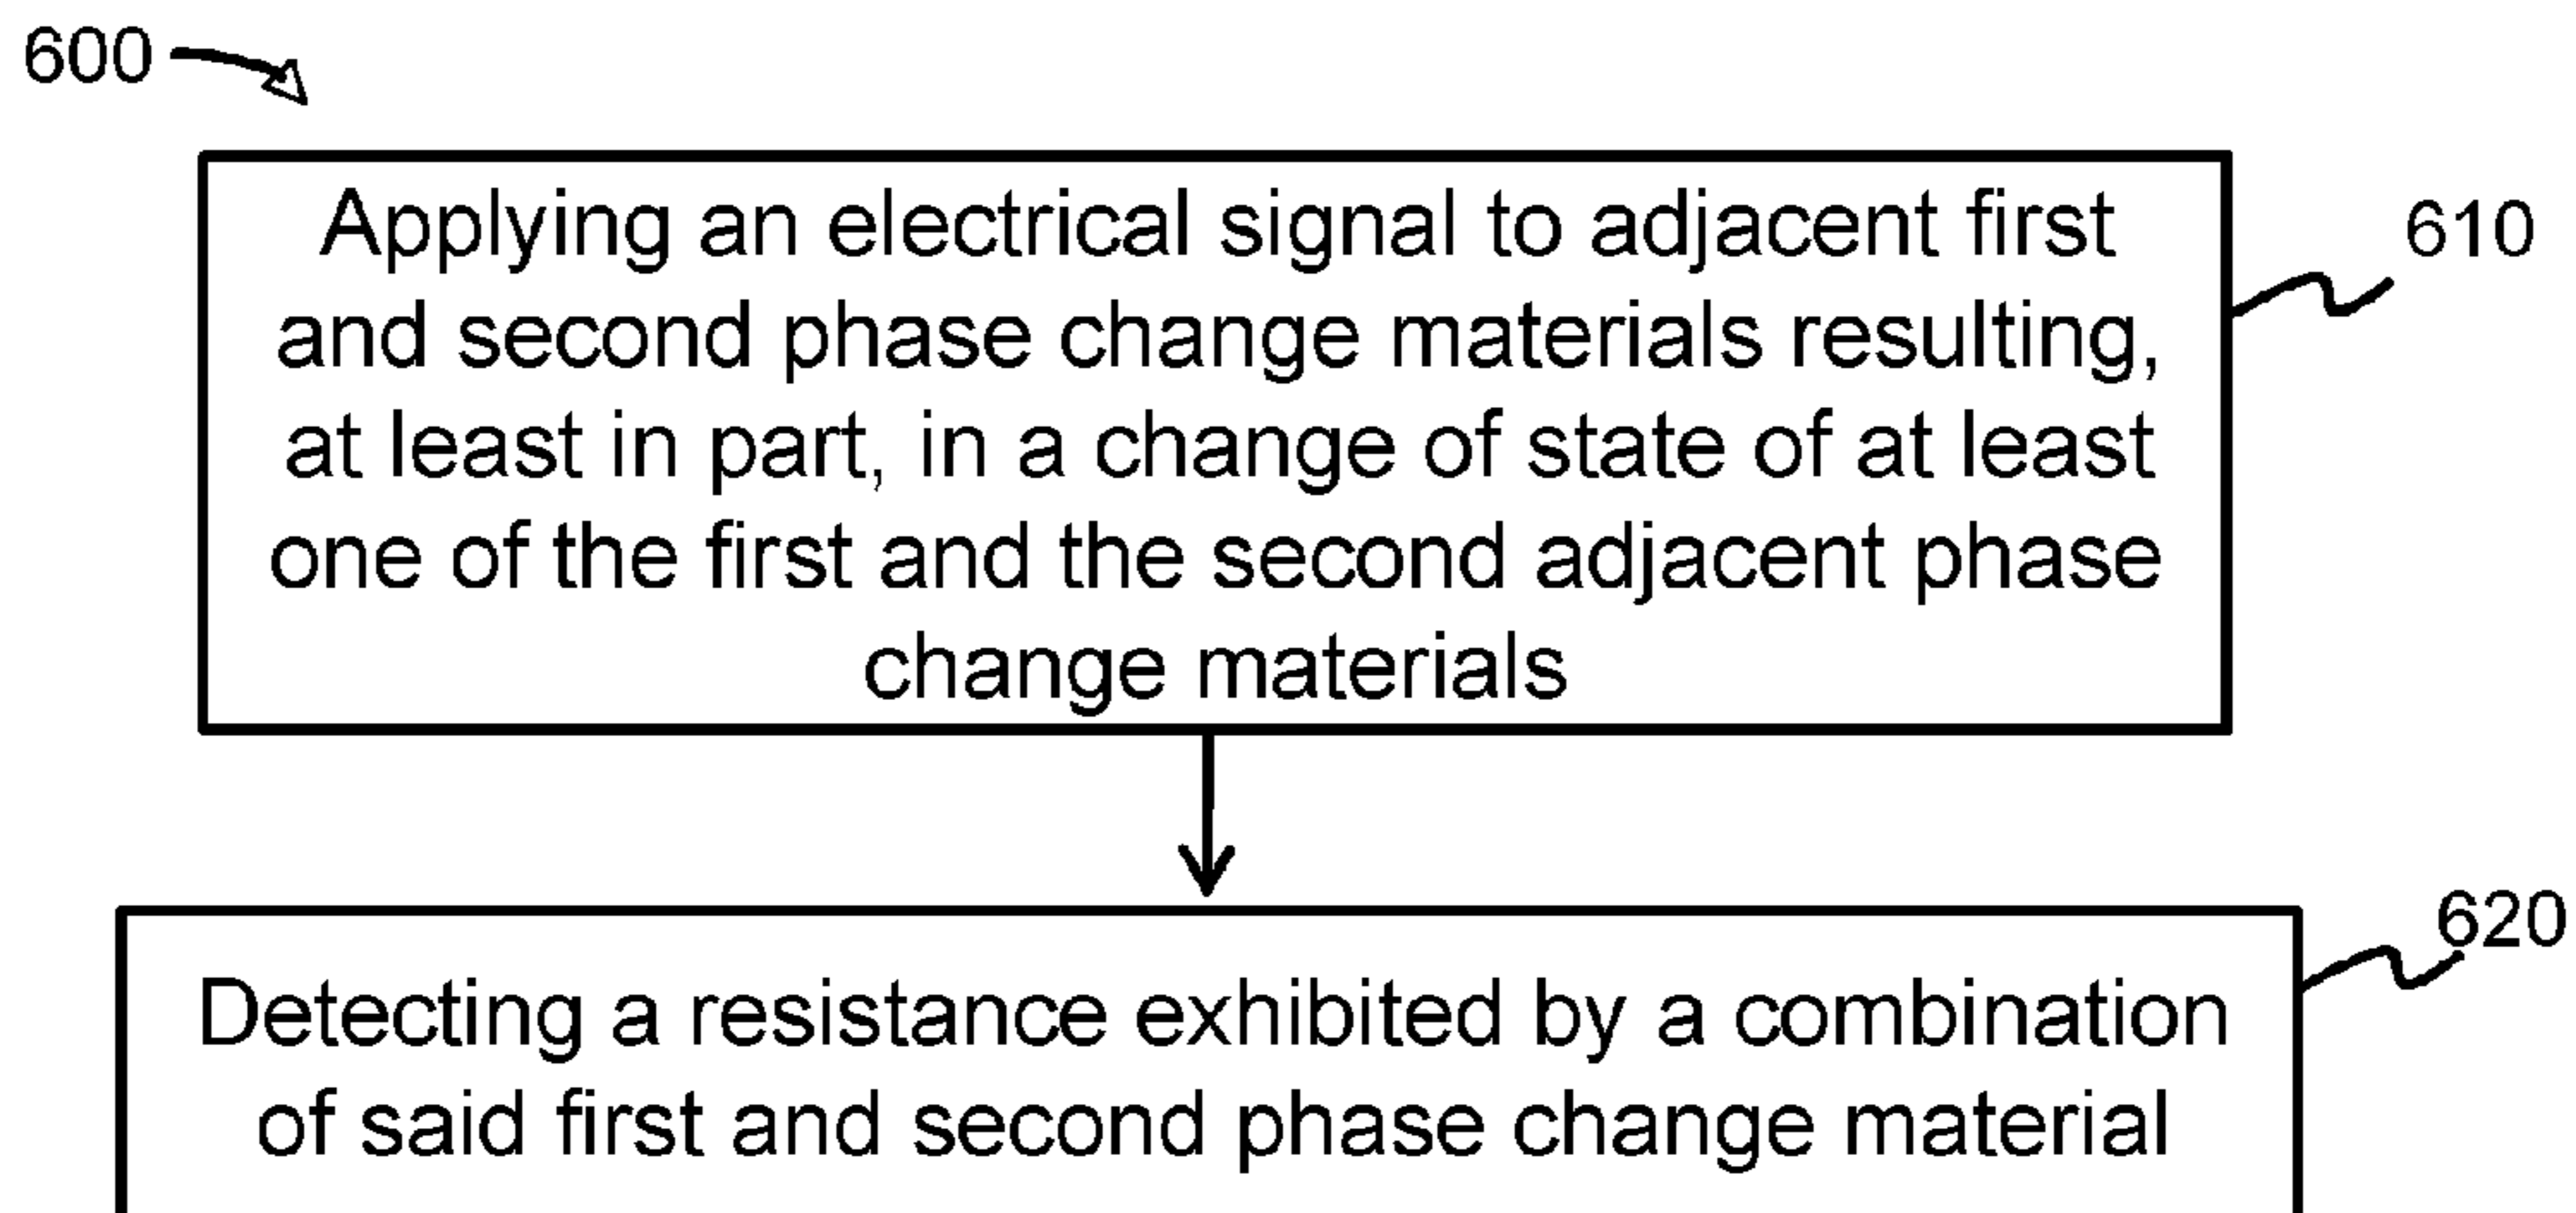 600
Applying an electrical signal to adjacent first
610
and second phase change materials resulting,
at least in part, in a change of state of at least
one of the first and the second adjacent phase
change materials
620
Detecting a resistance exhibited by a combination
of said first and second phase change material